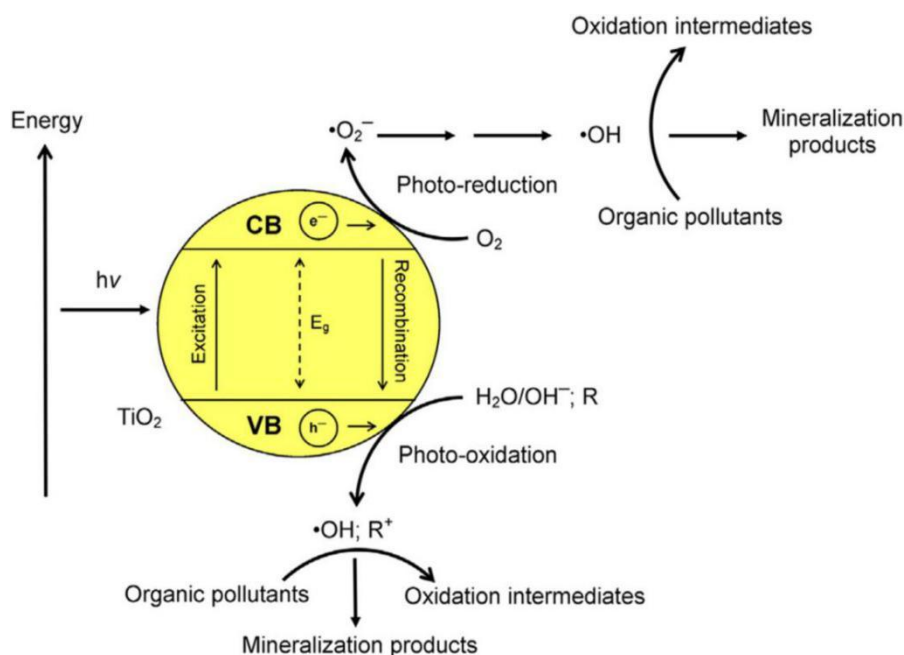 Oxidation intermediates
Energy
•O₂⁻
•OH
Mineralization
products
Photo-reduction
Organic pollutants
CB
e⁻
O₂
hν
Excitation
E_g
Recombination
H₂O/OH⁻; R
TiO₂
VB
h⁻
Photo-oxidation
•OH; R⁺
Organic pollutants
Oxidation intermediates
Mineralization products